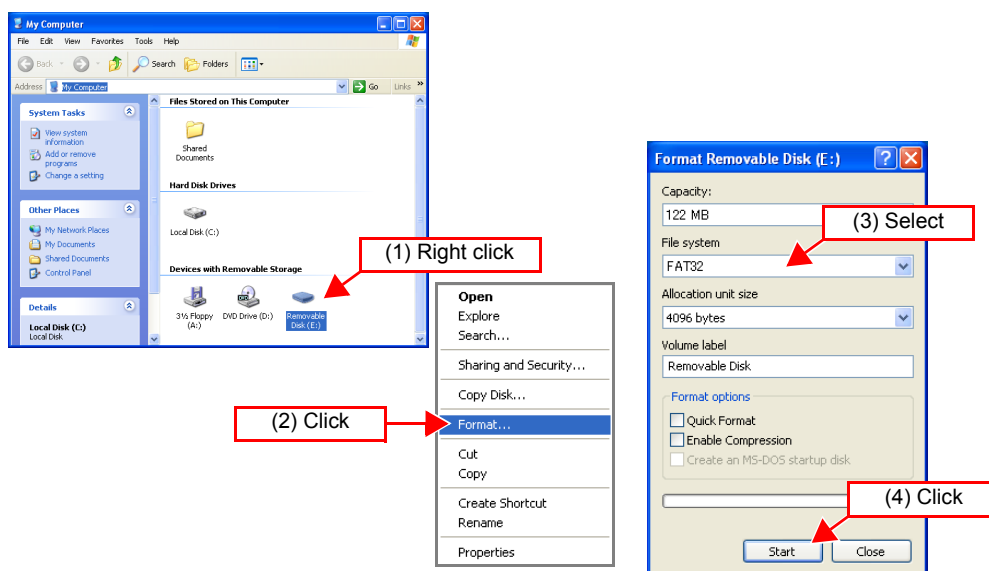 My Computer
File Edit View Favorites Tools Help
Back Search Folders
Address My Computer Go Links »
System Tasks
View system
information
Add or remove
programs
Change a setting
Other Places
My Network Places
My Documents
Shared Documents
Control Panel
Details
Local Disk (C:)
Local Disk
Files Stored on This Computer
Shared
Documents
Hard Disk Drives
Local Disk (C:)
Devices with Removable Storage
3½ Floppy
(A:)
DVD Drive (D:)
Removable
Disk (E:)
(1) Right click
Open
Explore
Search...
Sharing and Security...
Copy Disk...
(2) Click
Format...
Cut
Copy
Create Shortcut
Rename
Properties
Format Removable Disk (E:)
Capacity:
122 MB
(3) Select
File system
FAT32
Allocation unit size
4096 bytes
Volume label
Removable Disk
Format options
Quick Format
Enable Compression
Create an MS-DOS startup disk
(4) Click
Start Close